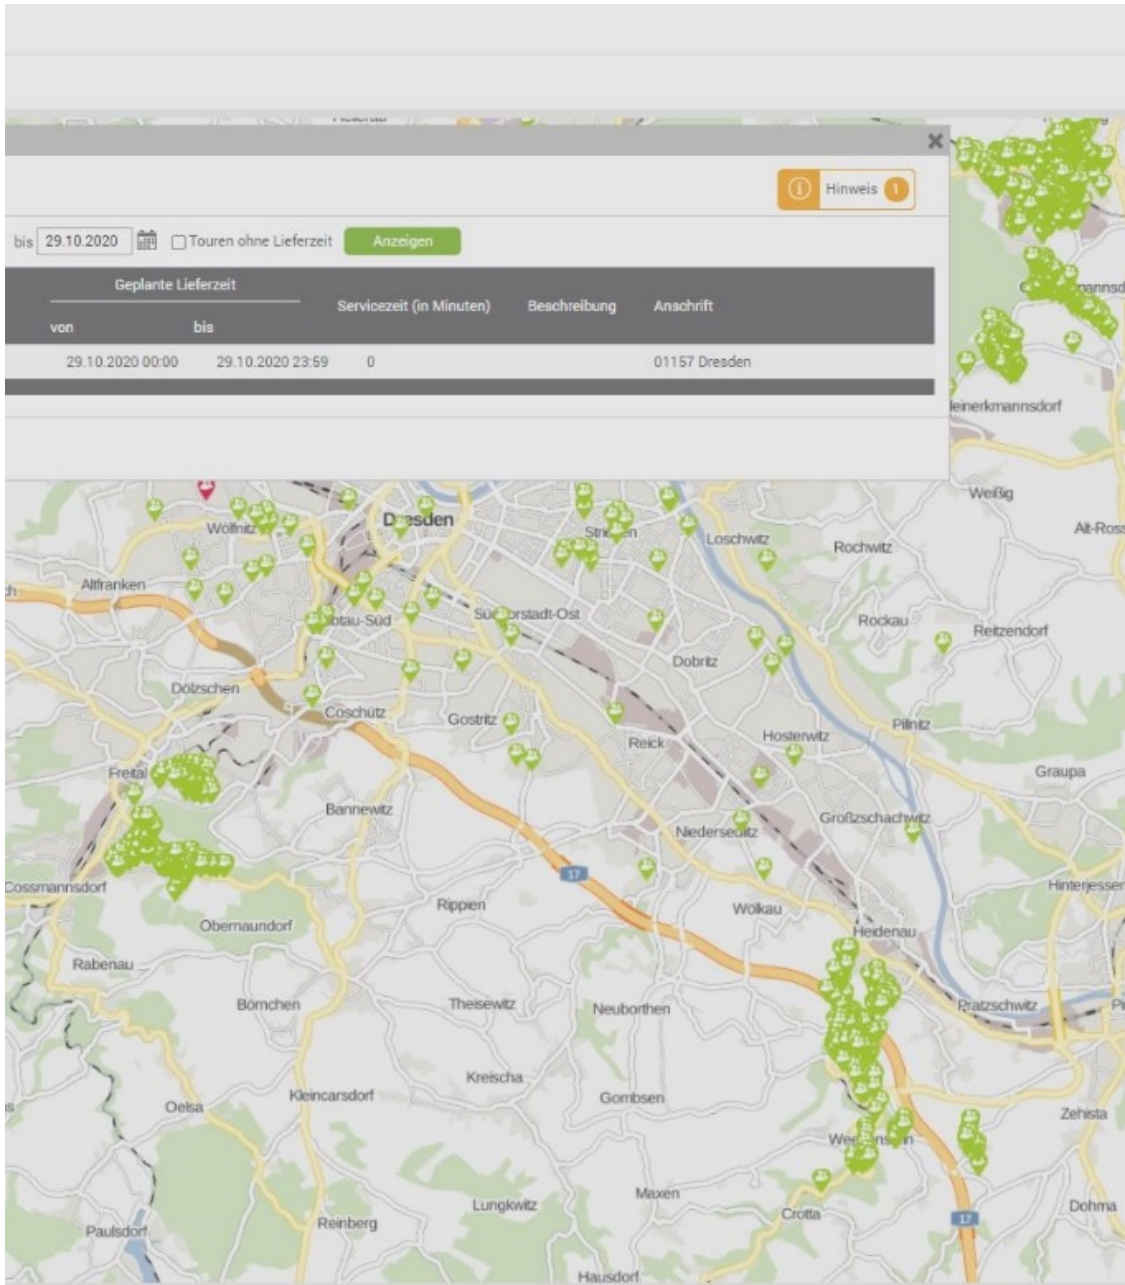 Hinweis 1
bis 29.10.2020 Touren ohne Lieferzeit Anzeigen
Geplante Lieferzeit
Servicezeit (in Minuten) Beschreibung Anschrift
von bis
29.10.2020 00:00 29.10.2020 23:59 0 01157 Dresden
Weißig
Dresden
Wölfnitz
Loschwitz
Rochwitz
Altfranken
Rockau
Reitzendorf
Dobritz
Dölzschen
Coschütz
Gostritz
Pillnitz
Reick
Hosterwitz
Freital
Graupa
Bannewitz
Großzschachwitz
Niedersedlitz
17
Cossmannsdorf
Rippien
Wölkau
Obernaundorf
Heidenau
Rabenau
Börnchen
Theisewitz
Neuborthen
Pratzschwitz
Kreischa
Kleincarsdorf
Gombsen
Oelsa
Zehista
Maxen
Lungkwitz
Crotta
Dohma
17
Reinberg
Paulsdorf
Hausdorf